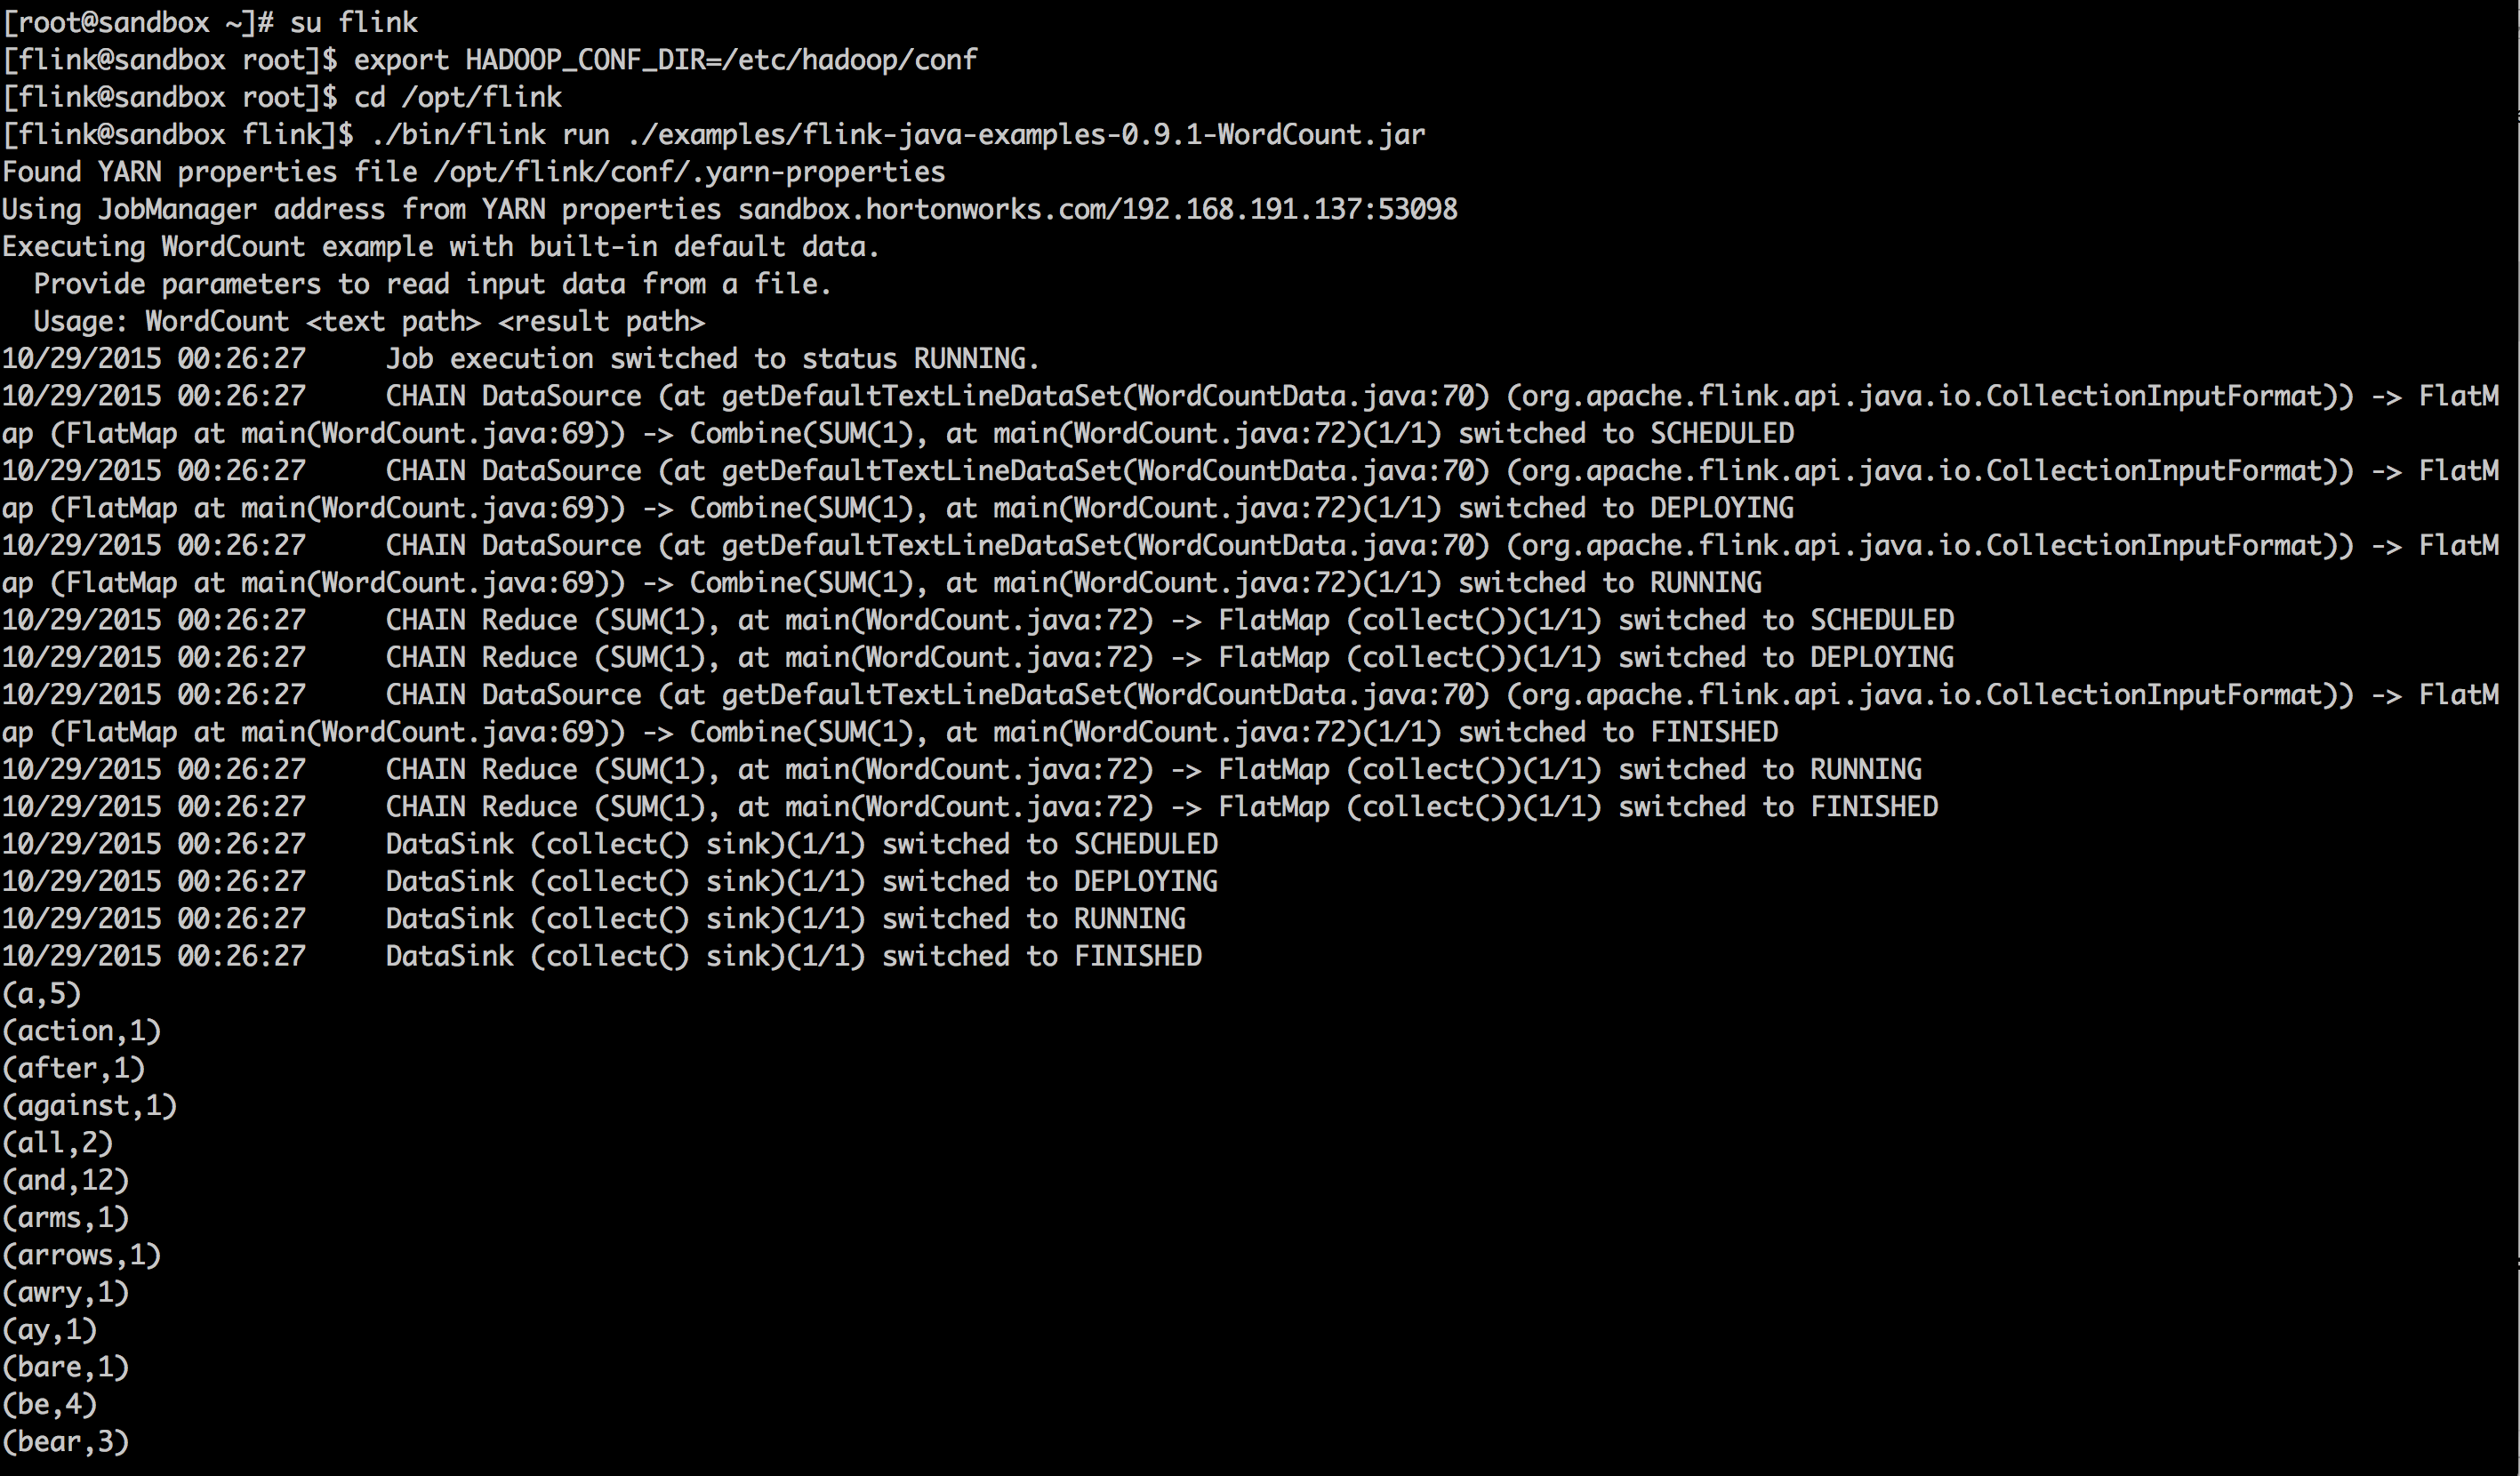 [root@sandbox ~]# su flink
[flink@sandbox root]$ export HADOOP_CONF_DIR=/etc/hadoop/conf
[flink@sandbox root]$ cd /opt/flink
[flink@sandbox flink]$ ./bin/flink run ./examples/flink-java-examples-0.9.1-WordCount.jar
Found YARN properties file /opt/flink/conf/.yarn-properties
Using JobManager address from YARN properties sandbox.hortonworks.com/192.168.191.137:53098
Executing WordCount example with built-in default data.
  Provide parameters to read input data from a file.
  Usage: WordCount <text path> <result path>
10/29/2015 00:26:27     Job execution switched to status RUNNING.
10/29/2015 00:26:27     CHAIN DataSource (at getDefaultTextLineDataSet(WordCountData.java:70) (org.apache.flink.api.java.io.CollectionInputFormat)) -> FlatM
ap (FlatMap at main(WordCount.java:69)) -> Combine(SUM(1), at main(WordCount.java:72)(1/1) switched to SCHEDULED
10/29/2015 00:26:27     CHAIN DataSource (at getDefaultTextLineDataSet(WordCountData.java:70) (org.apache.flink.api.java.io.CollectionInputFormat)) -> FlatM
ap (FlatMap at main(WordCount.java:69)) -> Combine(SUM(1), at main(WordCount.java:72)(1/1) switched to DEPLOYING
10/29/2015 00:26:27     CHAIN DataSource (at getDefaultTextLineDataSet(WordCountData.java:70) (org.apache.flink.api.java.io.CollectionInputFormat)) -> FlatM
ap (FlatMap at main(WordCount.java:69)) -> Combine(SUM(1), at main(WordCount.java:72)(1/1) switched to RUNNING
10/29/2015 00:26:27     CHAIN Reduce (SUM(1), at main(WordCount.java:72) -> FlatMap (collect())(1/1) switched to SCHEDULED
10/29/2015 00:26:27     CHAIN Reduce (SUM(1), at main(WordCount.java:72) -> FlatMap (collect())(1/1) switched to DEPLOYING
10/29/2015 00:26:27     CHAIN DataSource (at getDefaultTextLineDataSet(WordCountData.java:70) (org.apache.flink.api.java.io.CollectionInputFormat)) -> FlatM
ap (FlatMap at main(WordCount.java:69)) -> Combine(SUM(1), at main(WordCount.java:72)(1/1) switched to FINISHED
10/29/2015 00:26:27     CHAIN Reduce (SUM(1), at main(WordCount.java:72) -> FlatMap (collect())(1/1) switched to RUNNING
10/29/2015 00:26:27     CHAIN Reduce (SUM(1), at main(WordCount.java:72) -> FlatMap (collect())(1/1) switched to FINISHED
10/29/2015 00:26:27     DataSink (collect() sink)(1/1) switched to SCHEDULED
10/29/2015 00:26:27     DataSink (collect() sink)(1/1) switched to DEPLOYING
10/29/2015 00:26:27     DataSink (collect() sink)(1/1) switched to RUNNING
10/29/2015 00:26:27     DataSink (collect() sink)(1/1) switched to FINISHED
(a,5)
(action,1)
(after,1)
(against,1)
(all,2)
(and,12)
(arms,1)
(arrows,1)
(awry,1)
(ay,1)
(bare,1)
(be,4)
(bear,3)